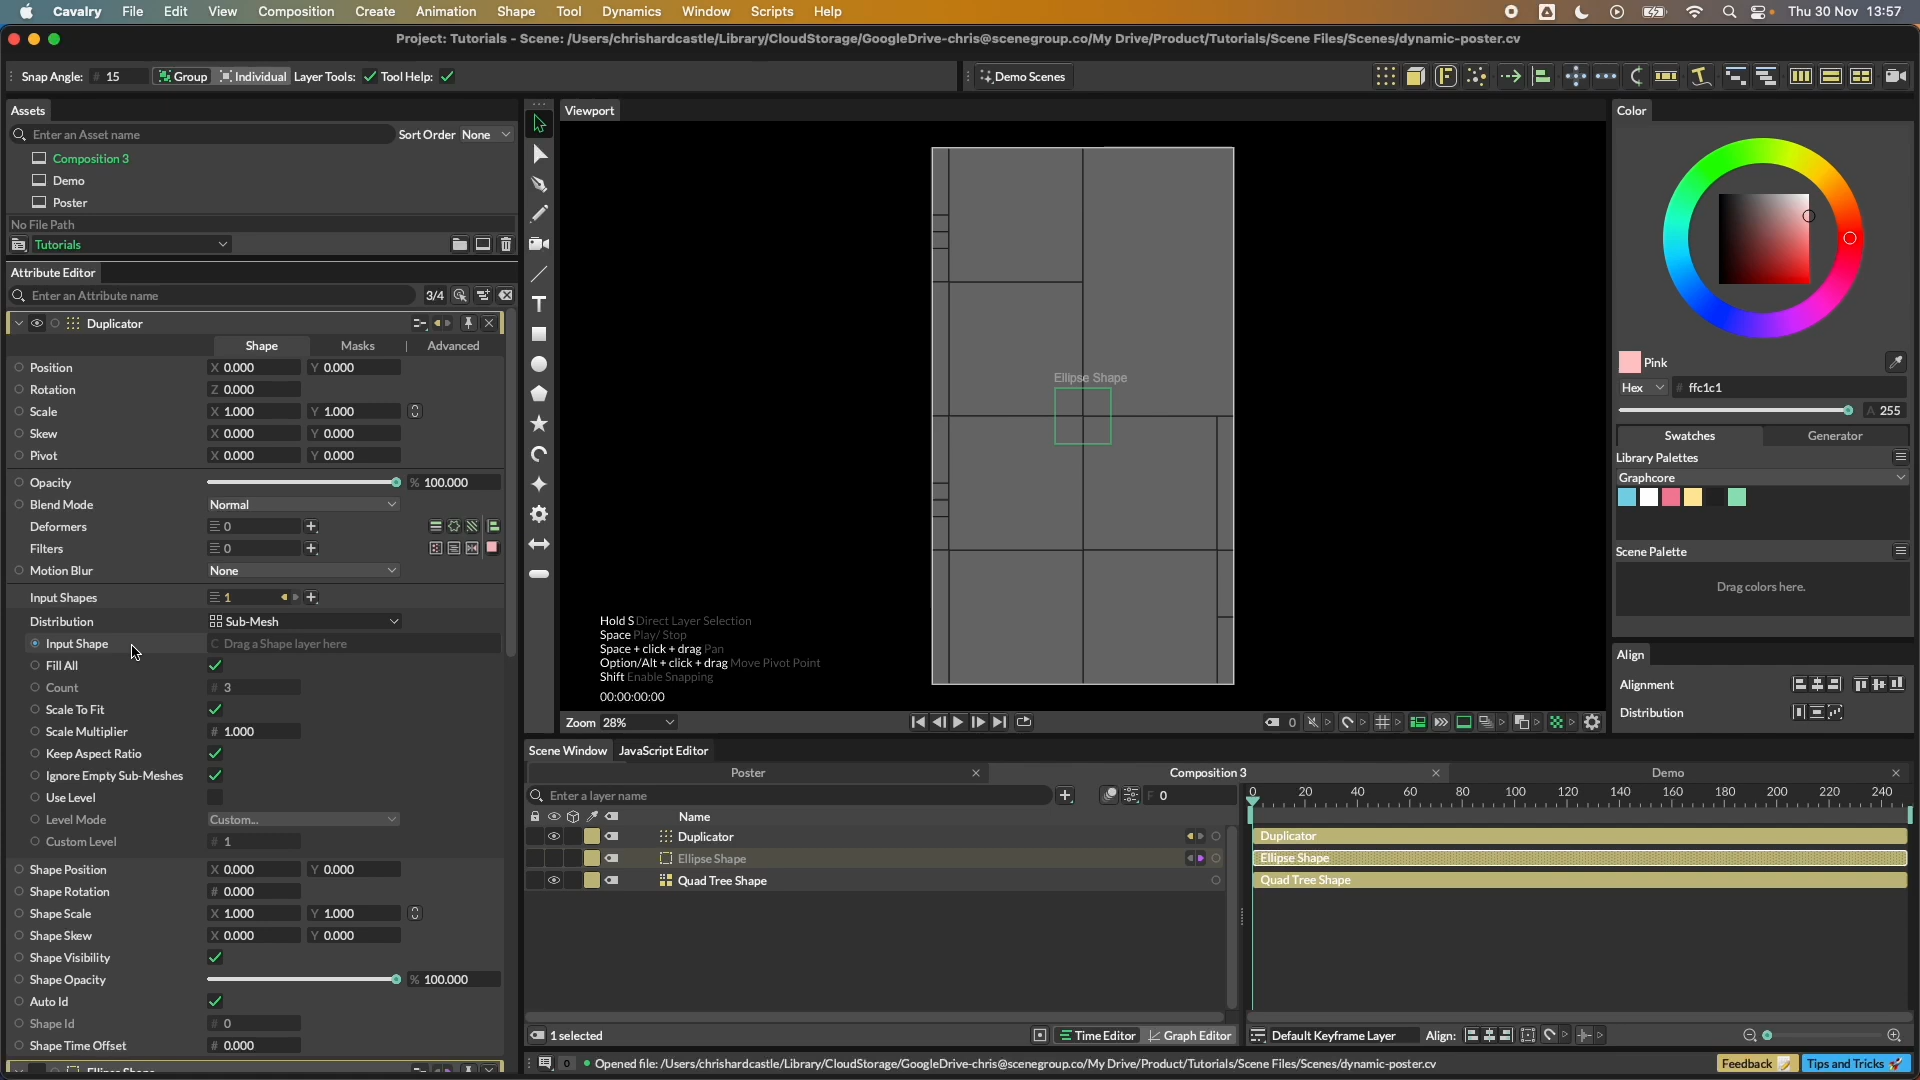 Cavalry File Edit View Composition Create Animation Shape Tool Dynamics Window Scripts Help Thu 30 Nov 13:57
Project: Tutorials - Scene: /Users/chrishardcastle/Library/CloudStorage/GoogleDrive-chris@scenegroup.co/My Drive/Product/Tutorials/Scene Files/Scenes/dynamic-poster.cv
Snap Angle: # 15 Group Individual Layer Tools: Tool Help: Demo Scenes
Assets
Enter an Asset name Sort Order None
Composition 3
Demo
Poster
No File Path
Tutorials
Attribute Editor
Enter an Attribute name 3/4
Duplicator
Shape Masks Advanced
Position X 0.000 Y 0.000
Rotation Z 0.000
Scale X 1.000 Y 1.000
Skew X 0.000 Y 0.000
Pivot X 0.000 Y 0.000
Opacity % 100.000
Blend Mode Normal
Deformers 0
Filters 0
Motion Blur None
Input Shapes 1
Distribution Sub-Mesh
Input Shape Drag a Shape layer here
Fill All
Count # 3
Scale To Fit
Scale Multiplier # 1.000
Keep Aspect Ratio
Ignore Empty Sub-Meshes
Use Level
Level Mode Custom...
Custom Level # 1
Shape Position X 0.000 Y 0.000
Shape Rotation # 0.000
Shape Scale X 1.000 Y 1.000
Shape Skew X 0.000 Y 0.000
Shape Visibility
Shape Opacity % 100.000
Auto Id
Shape Id # 0
Shape Time Offset # 0.000
Viewport
Ellipse Shape
Hold S Direct Layer Selection
Space Play/ Stop
Space + click + drag Pan
Option/Alt + click + drag Move Pivot Point
Shift Enable Snapping
00:00:00:00
Zoom 28% 0
Color
Pink
Hex # ffc1c1
A 255
Swatches Generator
Library Palettes
Graphcore
Scene Palette
Drag colors here.
Align
Alignment
Distribution
Scene Window JavaScript Editor
Poster Composition 3 Demo
Enter a layer name F 0 0 20 40 60 80 100 120 140 160 180 200 220 240
Name
Duplicator Duplicator
Ellipse Shape Ellipse Shape
Quad Tree Shape Quad Tree Shape
1 selected Time Editor Graph Editor Default Keyframe Layer Align:
0 Opened file: /Users/chrishardcastle/Library/CloudStorage/GoogleDrive-chris@scenegroup.co/My Drive/Product/Tutorials/Scene Files/Scenes/dynamic-poster.cv Feedback Tips and Tricks